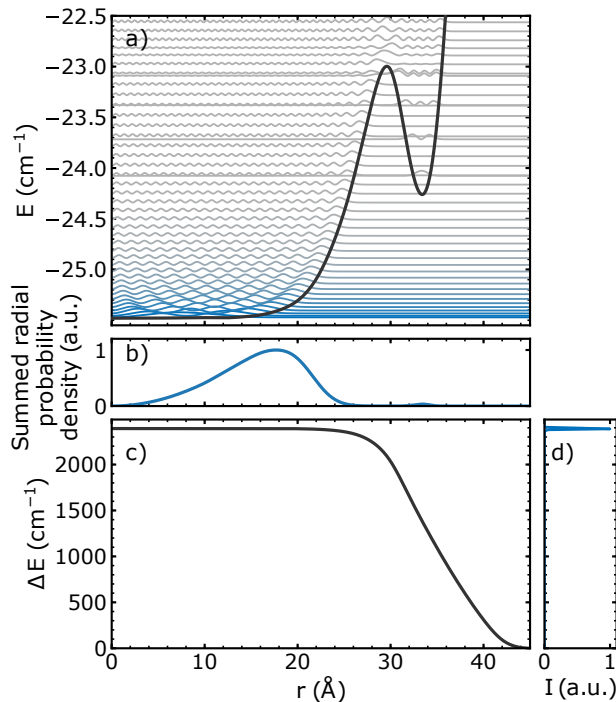 −22.5
a)
−23.0
−23.5
−24.0
−24.5
−25.0
E (cm⁻¹)
Summed radial
probability
density (a.u.)
b)
1
0
c)
d)
2000
1500
1000
500
0
ΔE (cm⁻¹)
0 10 20 30 40
r (Å)
0 1
I (a.u.)